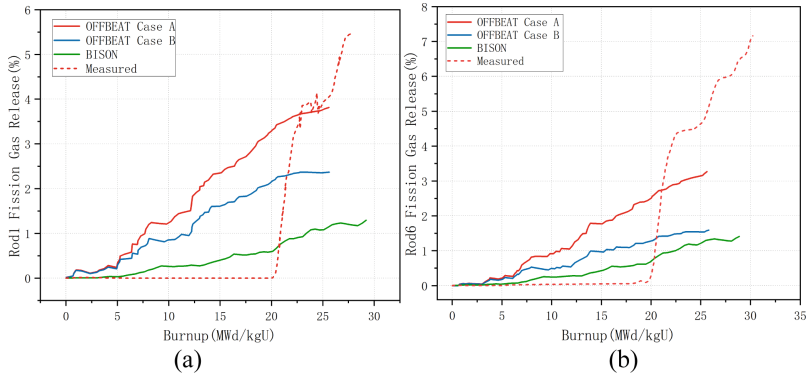 OFFBEAT Case A
OFFBEAT Case B
BISON
Measured
Rod1 Fission Gas Release(%)
6
5
4
3
2
1
0
0 5 10 15 20 25 30
Burnup(MWd/kgU)
(a)
OFFBEAT Case A
OFFBEAT Case B
BISON
Measured
Rod6 Fission Gas Release(%)
8
7
6
5
4
3
2
1
0
0 5 10 15 20 25 30 35
Burnup(MWd/kgU)
(b)